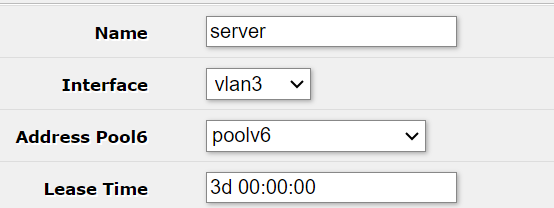 Name server
Interface vlan3
Address Pool6 poolv6
Lease Time 3d 00:00:00